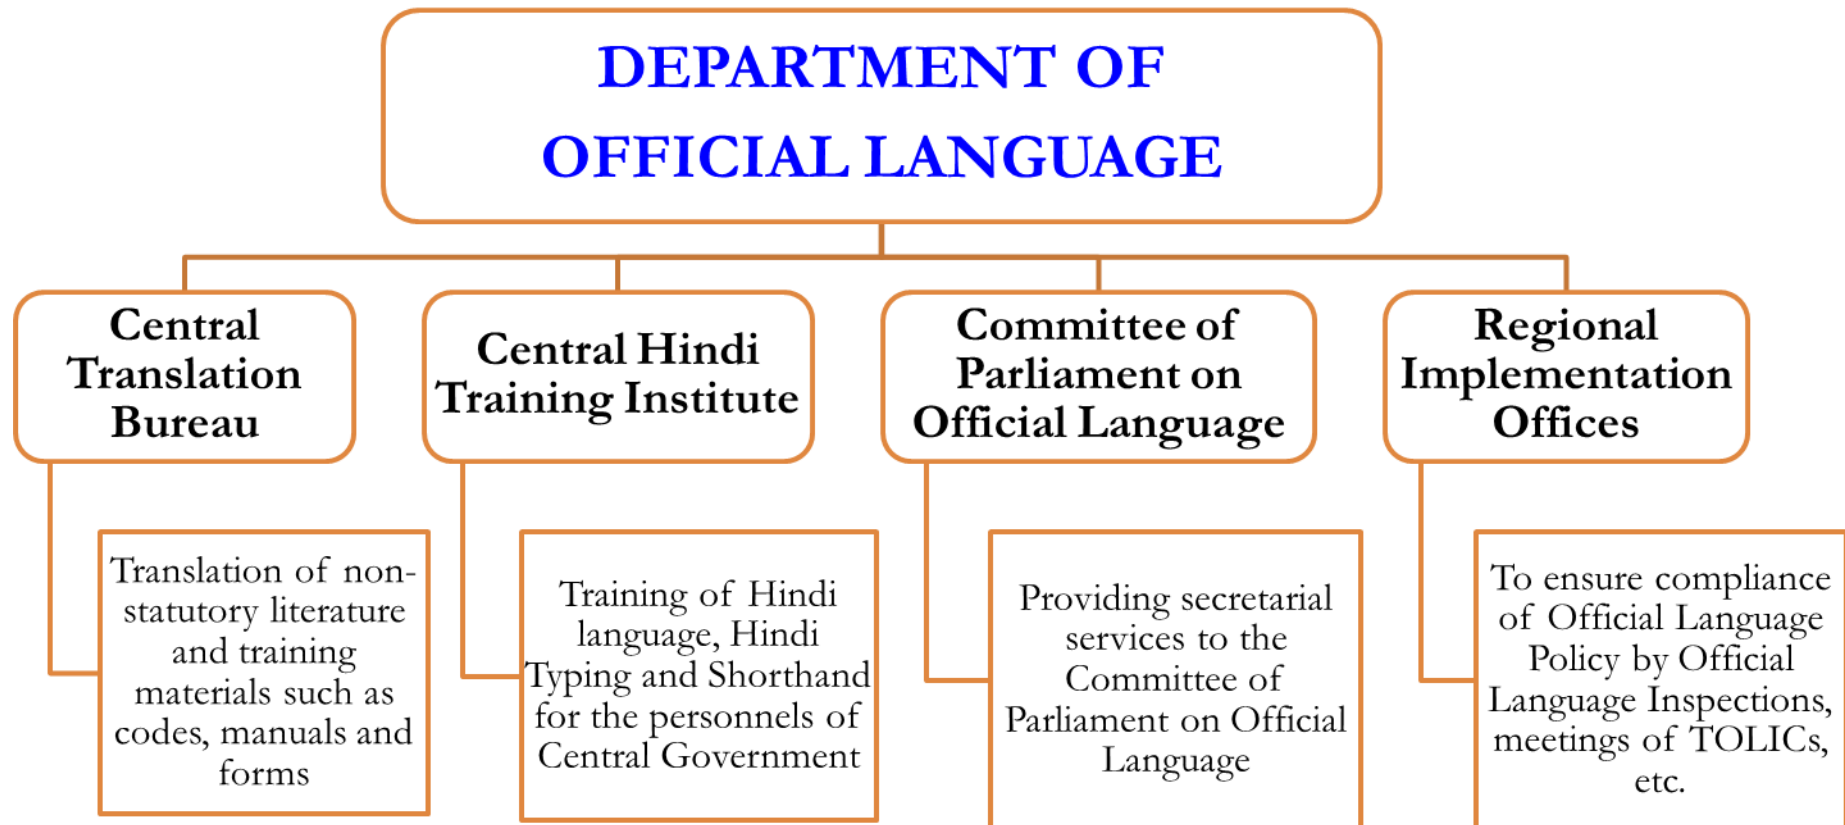 DEPARTMENT OF
OFFICIAL LANGUAGE
Central
Translation
Bureau
Central Hindi
Training Institute
Committee of
Parliament on
Official Language
Regional
Implementation
Offices
Translation of non-
statutory literature
and training
materials such as
codes, manuals and
forms
Training of Hindi
language, Hindi
Typing and Shorthand
for the personnels of
Central Government
Providing secretarial
services to the
Committee of
Parliament on Official
Language
To ensure compliance
of Official Language
Policy by Official
Language Inspections,
meetings of TOLICs,
etc.